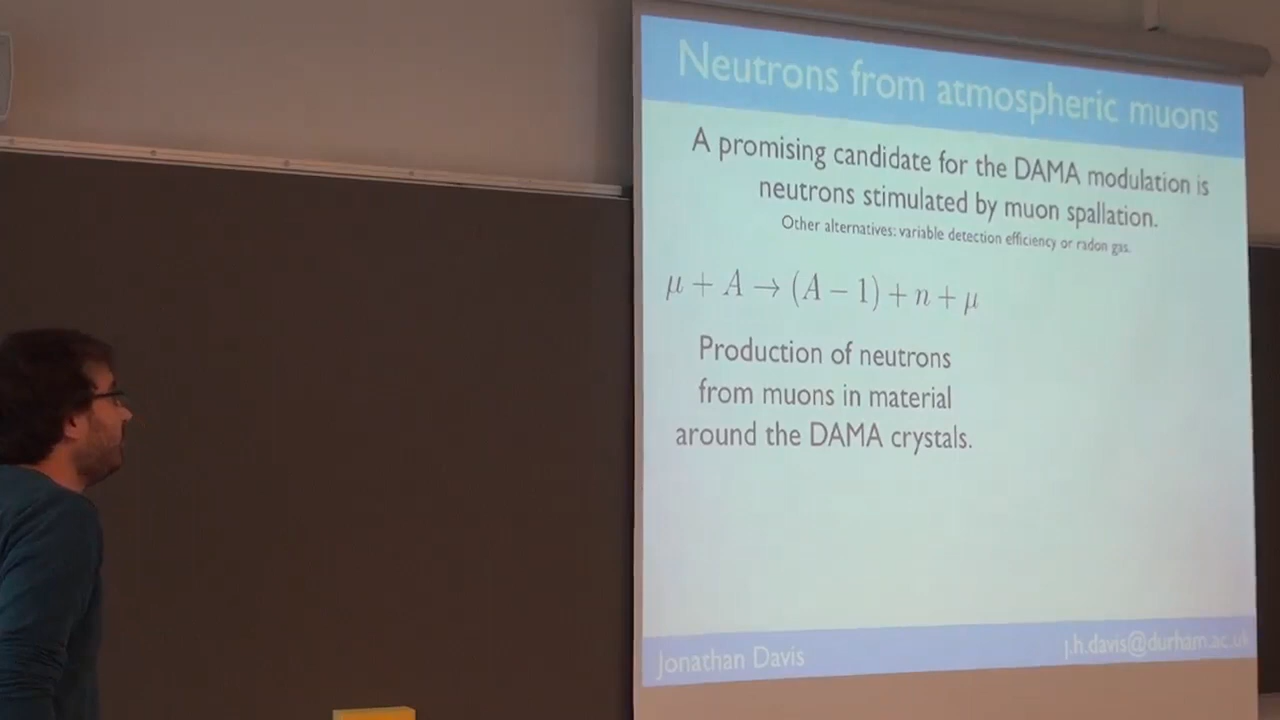 Neutrons from atmospheric muons
A promising candidate for the DAMA modulation is
neutrons stimulated by muon spallation.
Other alternatives: variable detection efficiency or radon gas.
μ + A → (A − 1) + n + μ
Production of neutrons
from muons in material
around the DAMA crystals.
Jonathan Davis
j.h.davis@durham.ac.uk